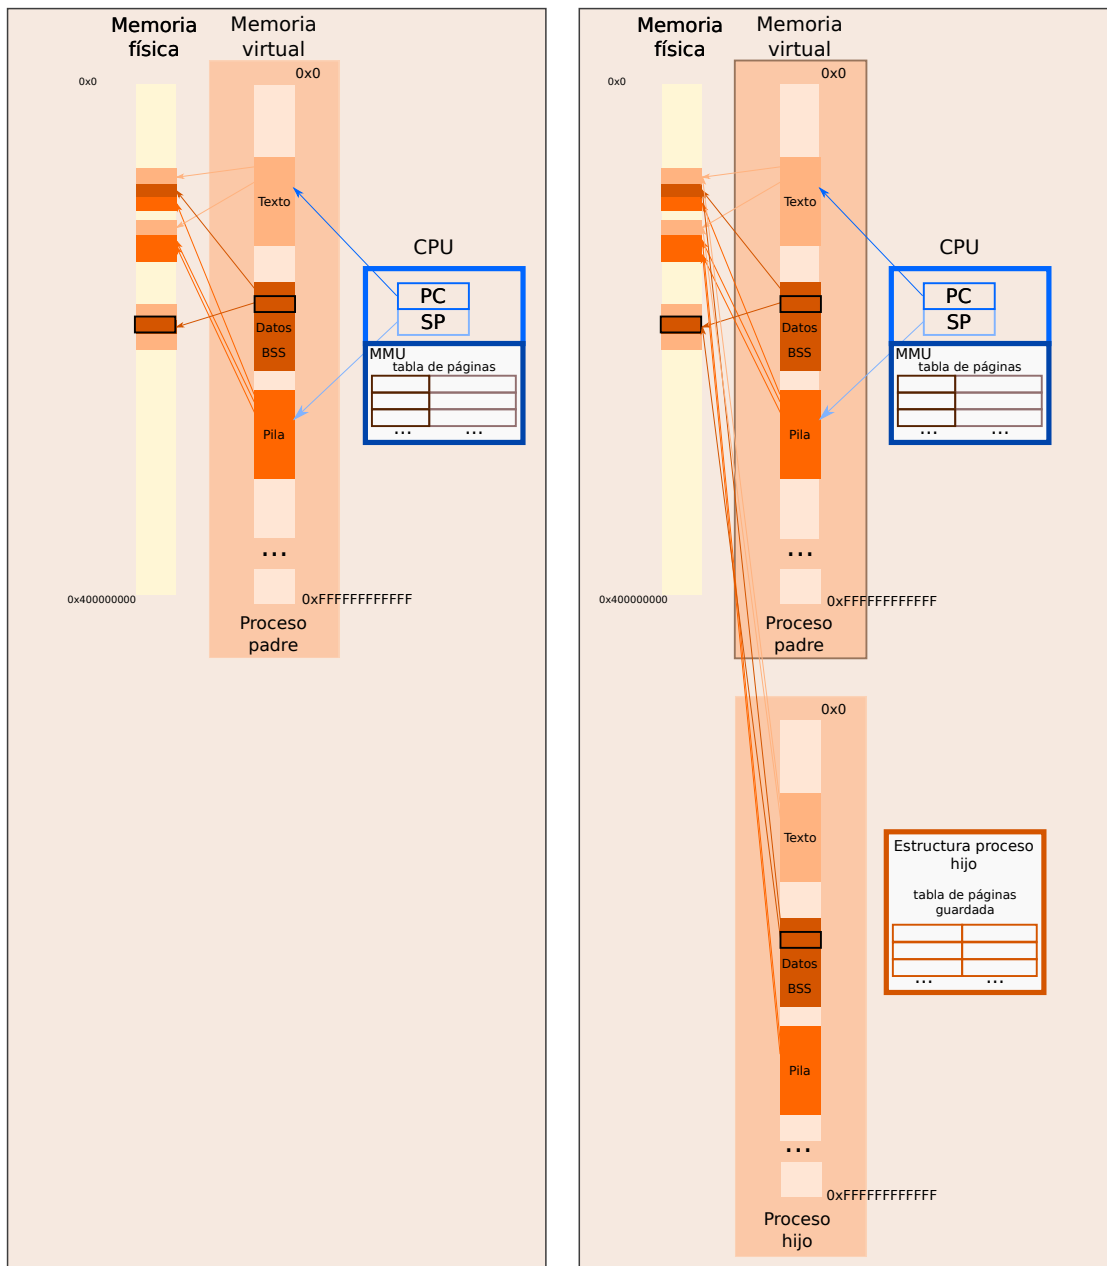 Memoria
física
Memoria
virtual
0x0
0x0
Texto
CPU
PC
SP
Datos
BSS
MMU
tabla de páginas
... ...
Pila
...
0x400000000
0xFFFFFFFFFFFF
Proceso
padre
Memoria
física
Memoria
virtual
0x0
0x0
Texto
CPU
PC
SP
Datos
BSS
MMU
tabla de páginas
... ...
Pila
...
0x400000000
0xFFFFFFFFFFFF
Proceso
padre
0x0
Texto
Estructura proceso
hijo
tabla de páginas
guardada
... ...
Datos
BSS
Pila
...
0xFFFFFFFFFFFF
Proceso
hijo